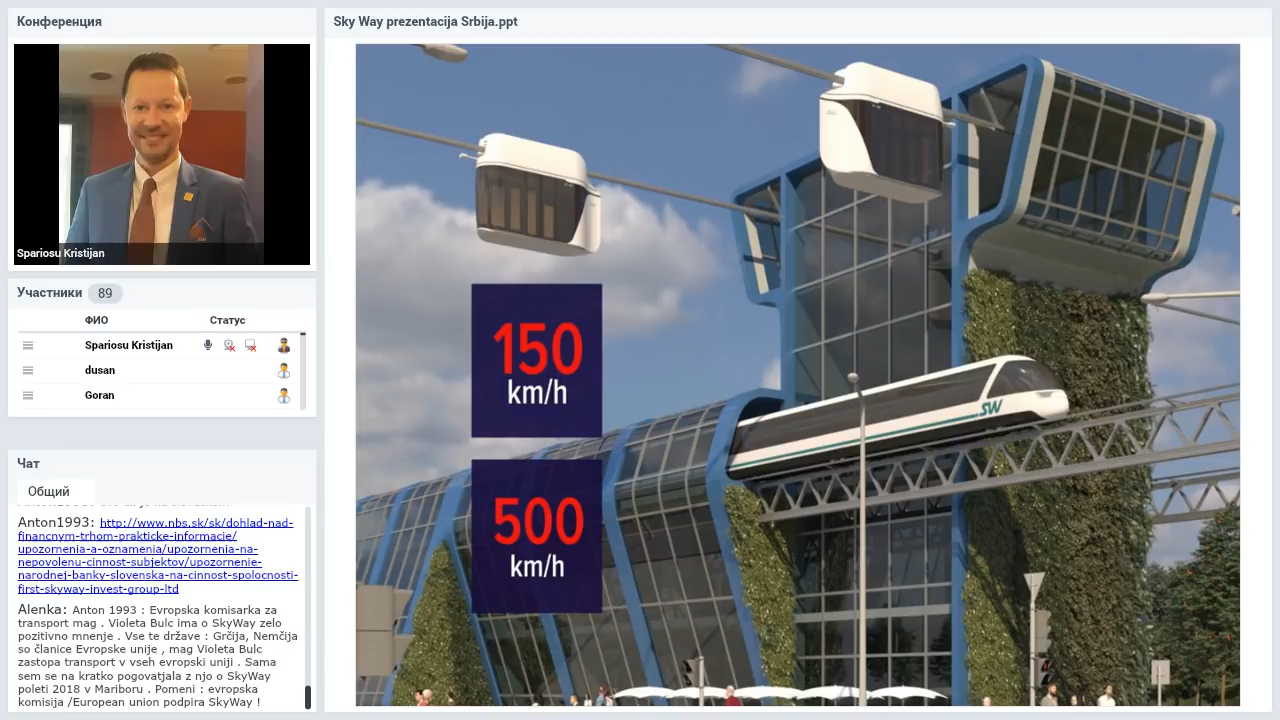 Конференция
Spariosu Kristijan
Участники 89
ФИО Статус
Spariosu Kristijan
dusan
Goran
Чат
Общий
Anton1993: http://www.nbs.sk/sk/dohlad-nad-
financnym-trhom-prakticke-informacie/
upozornenia-a-oznamenia/upozornenia-na-
nepovolenu-cinnost-subjektov/upozornenie-
narodnej-banky-slovenska-na-cinnost-spolocnosti-
first-skyway-invest-group-ltd
Alenka: Anton 1993 : Evropska komisarka za
transport mag . Violeta Bulc ima o SkyWay zelo
pozitivno mnenje . Vse te države : Grčija, Nemčija
so članice Evropske unije , mag Violeta Bulc
zastopa transport v vseh evropski uniji . Sama
sem se na kratko pogovatjala z njo o SkyWay
poleti 2018 v Mariboru . Pomeni : evropska
komisija /European union podpira SkyWay !
Sky Way prezentacija Srbija.ppt
150
km/h
500
km/h
SW